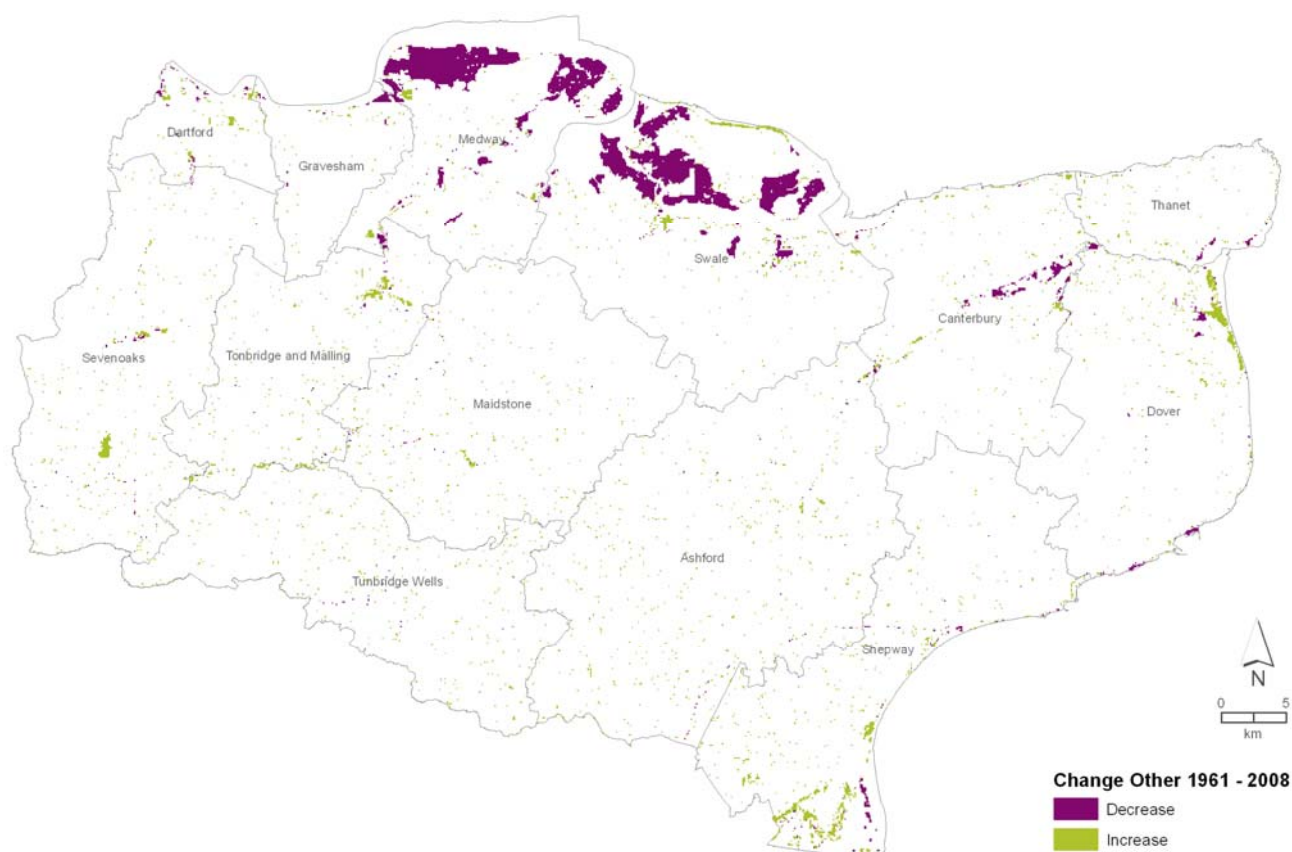 Dartford
Gravesham
Medway
Thanet
Swale
Canterbury
Sevenoaks
Tonbridge and Malling
Maidstone
Dover
Ashford
Tunbridge Wells
Shepway
N
0 5
km
Change Other 1961 - 2008
Decrease
Increase